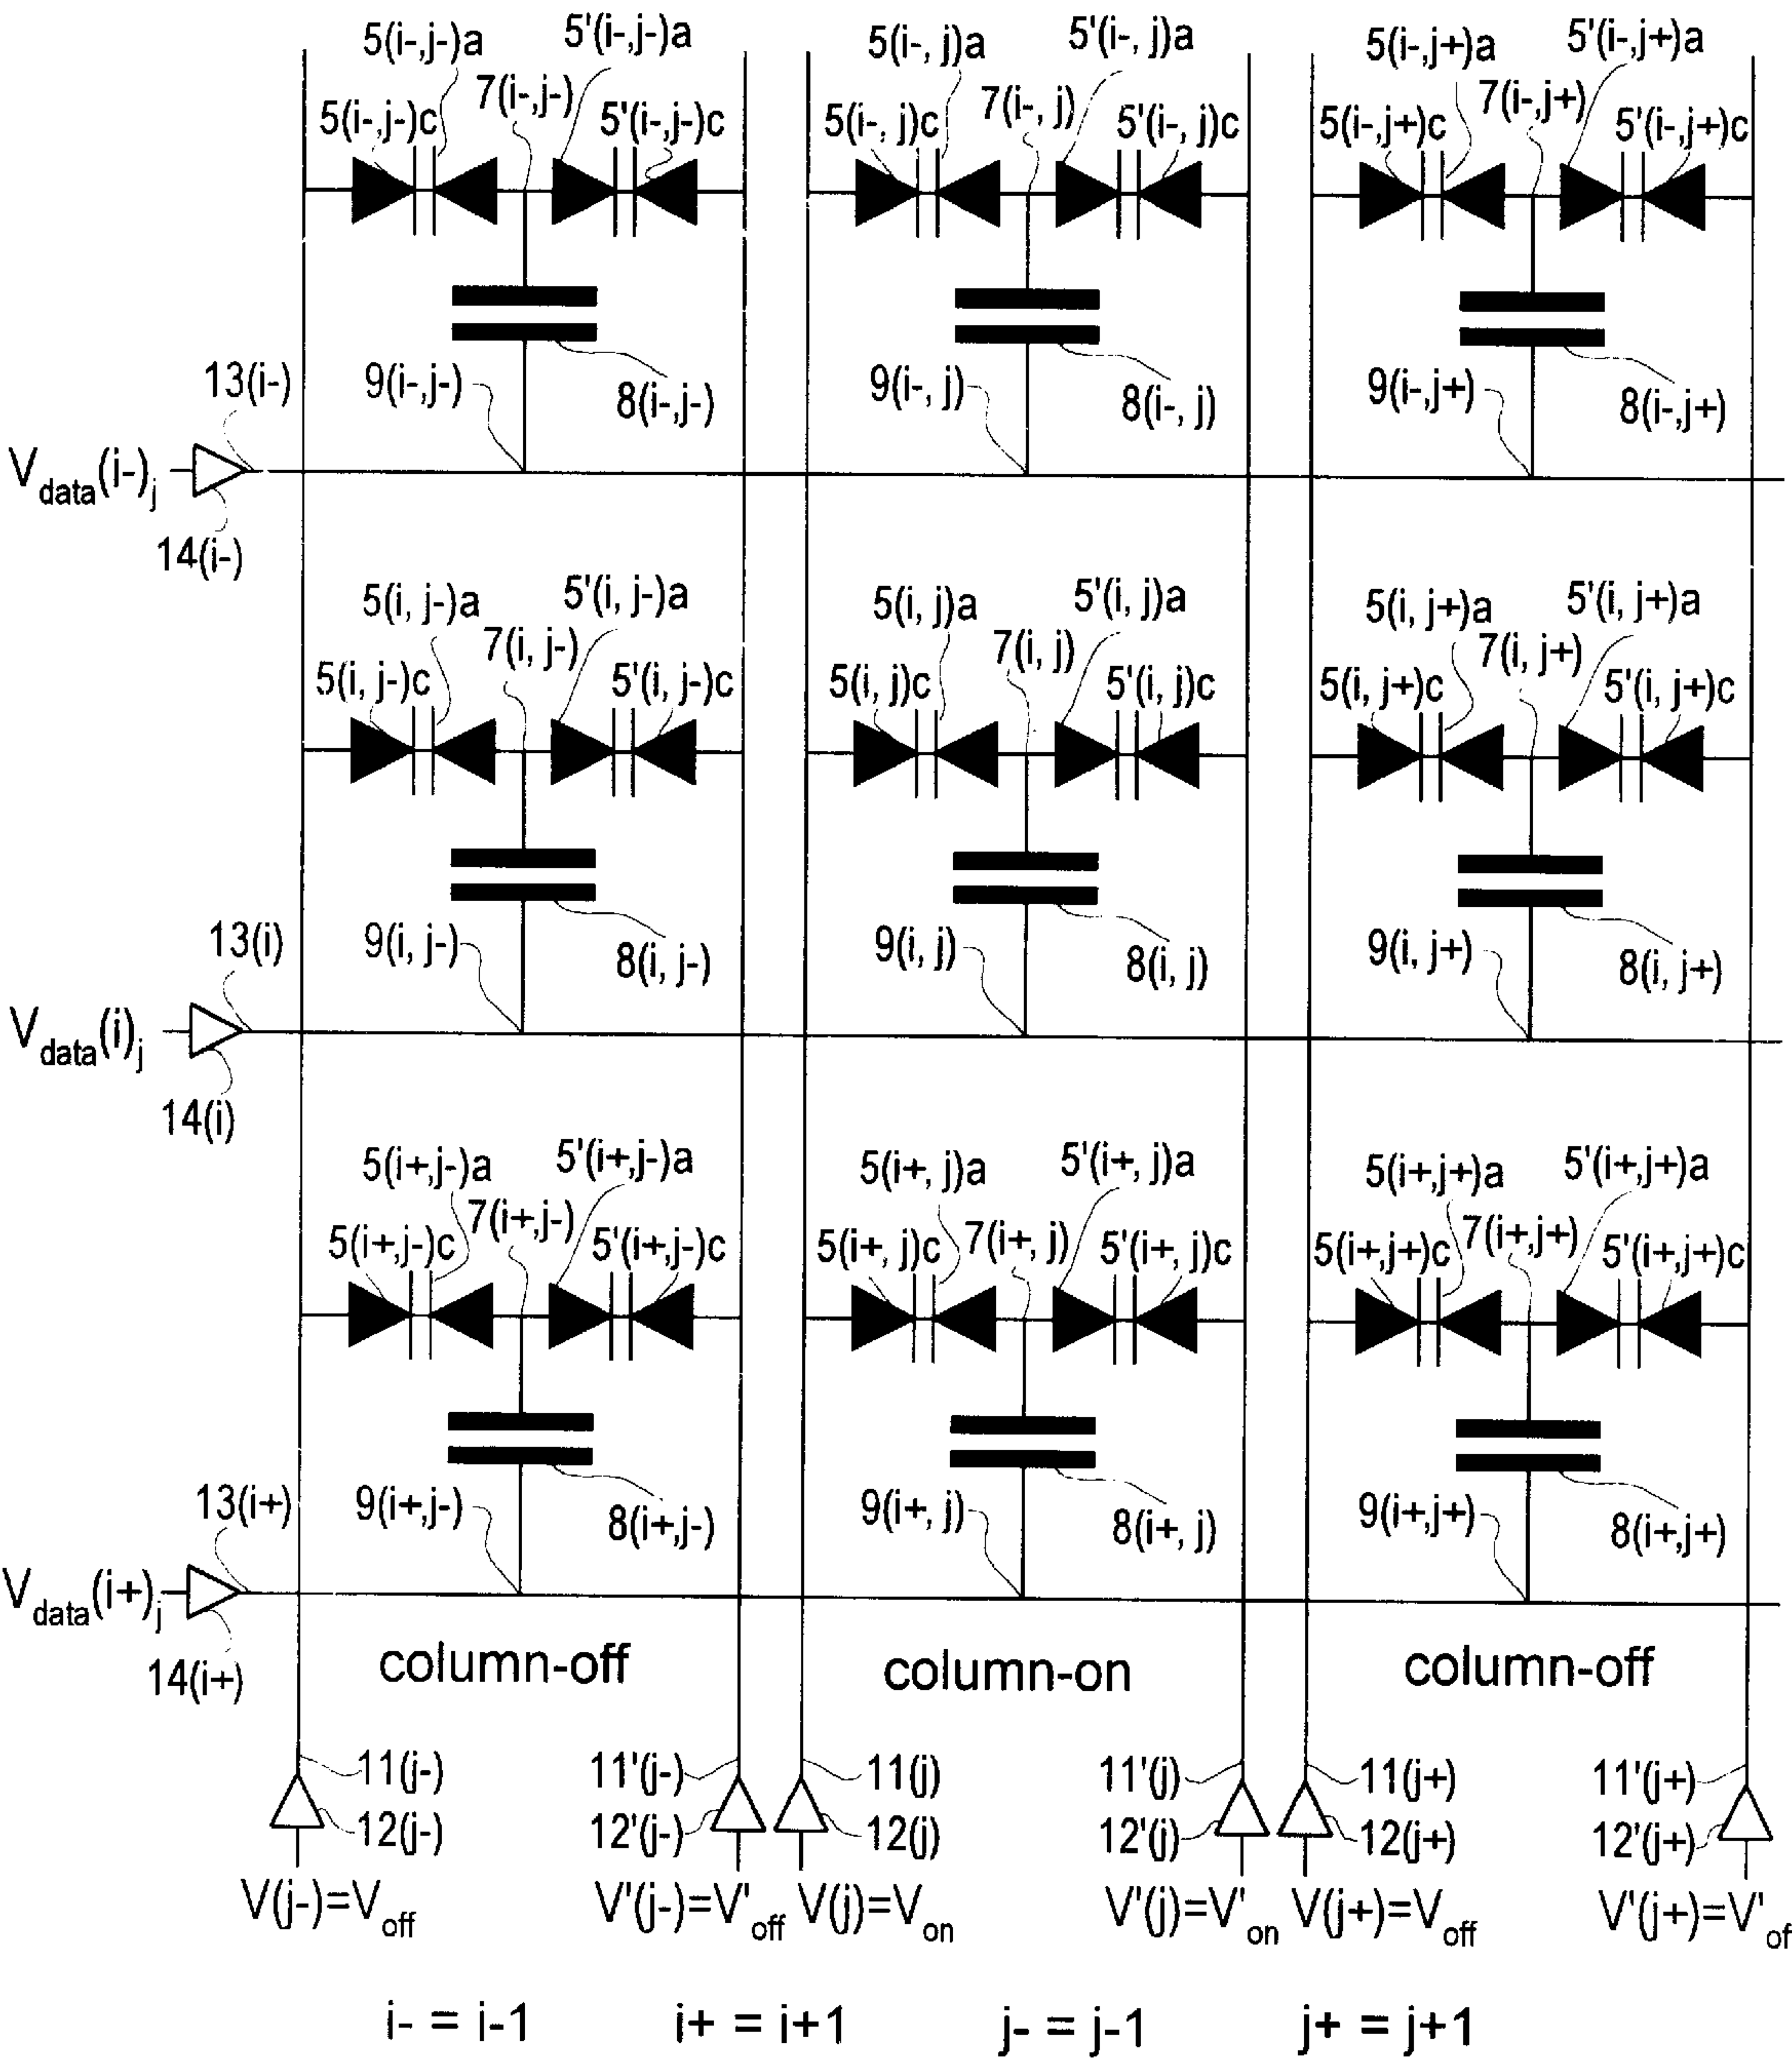 5(i-,j-)a 5'(i-,j-)a 5(i-, j)a 5'(i-, j)a 5(i-,j+)a 5'(i-,j+)a
5(i-,j-)c 7(i-,j-) 5'(i-,j-)c 5(i-, j)c 7(i-, j) 5'(i-, j)c 5(i-,j+)c 7(i-,j+) 5'(i-,j+)c
13(i-) 9(i-,j-) 8(i-,j-) 9(i-, j) 8(i-, j) 9(i-,j+) 8(i-,j+)
Vdata(i-)j
14(i-)
5(i, j-)a 5'(i, j-)a 5(i, j)a 5'(i, j)a 5(i, j+)a 5'(i, j+)a
5(i, j-)c 7(i, j-) 5'(i, j-)c 5(i, j)c 7(i, j) 5'(i, j)c 5(i, j+)c 7(i, j+) 5'(i, j+)c
13(i) 9(i, j-) 8(i, j-) 9(i, j) 8(i, j) 9(i, j+) 8(i, j+)
Vdata(i)j
14(i)
5(i+,j-)a 5'(i+,j-)a 5(i+, j)a 5'(i+, j)a 5(i+,j+)a 5'(i+,j+)a
5(i+,j-)c 7(i+,j-) 5'(i+,j-)c 5(i+, j)c 7(i+, j) 5'(i+, j)c 5(i+,j+)c 7(i+,j+) 5'(i+,j+)c
13(i+) 9(i+,j-) 8(i+,j-) 9(i+, j) 8(i+, j) 9(i+,j+) 8(i+,j+)
Vdata(i+)j
14(i+) column-off column-on column-off
11(j-) 11'(j-) 11(j) 11'(j) 11(j+) 11'(j+)
12(j-) 12'(j-) 12(j) 12'(j) 12(j+) 12'(j+)
V(j-)=Voff V'(j-)=V'off V(j)=Von V'(j)=V'on V(j+)=Voff V'(j+)=V'of
i- = i-1 i+ = i+1 j- = j-1 j+ = j+1